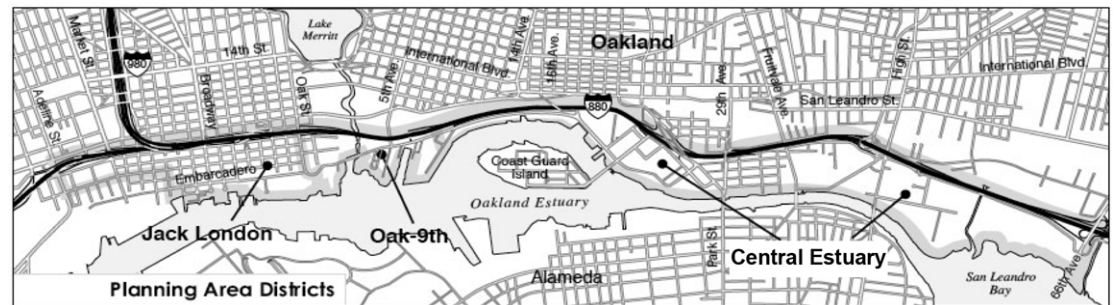 Lake
Merritt
Market St.
980
14th St.
International Blvd.
14th Ave.
16th Ave.
Oakland
Fruitvale Ave.
High St.
International Blvd.
Adeline St.
Broadway
Oak St.
5th Ave.
880
29th Ave.
San Leandro St.
Embarcadero
Coast Guard
Island
Oakland Estuary
Jack London
Oak-9th
Park St.
Central Estuary
Alameda
San Leandro
Bay
66th Ave.
Planning Area Districts